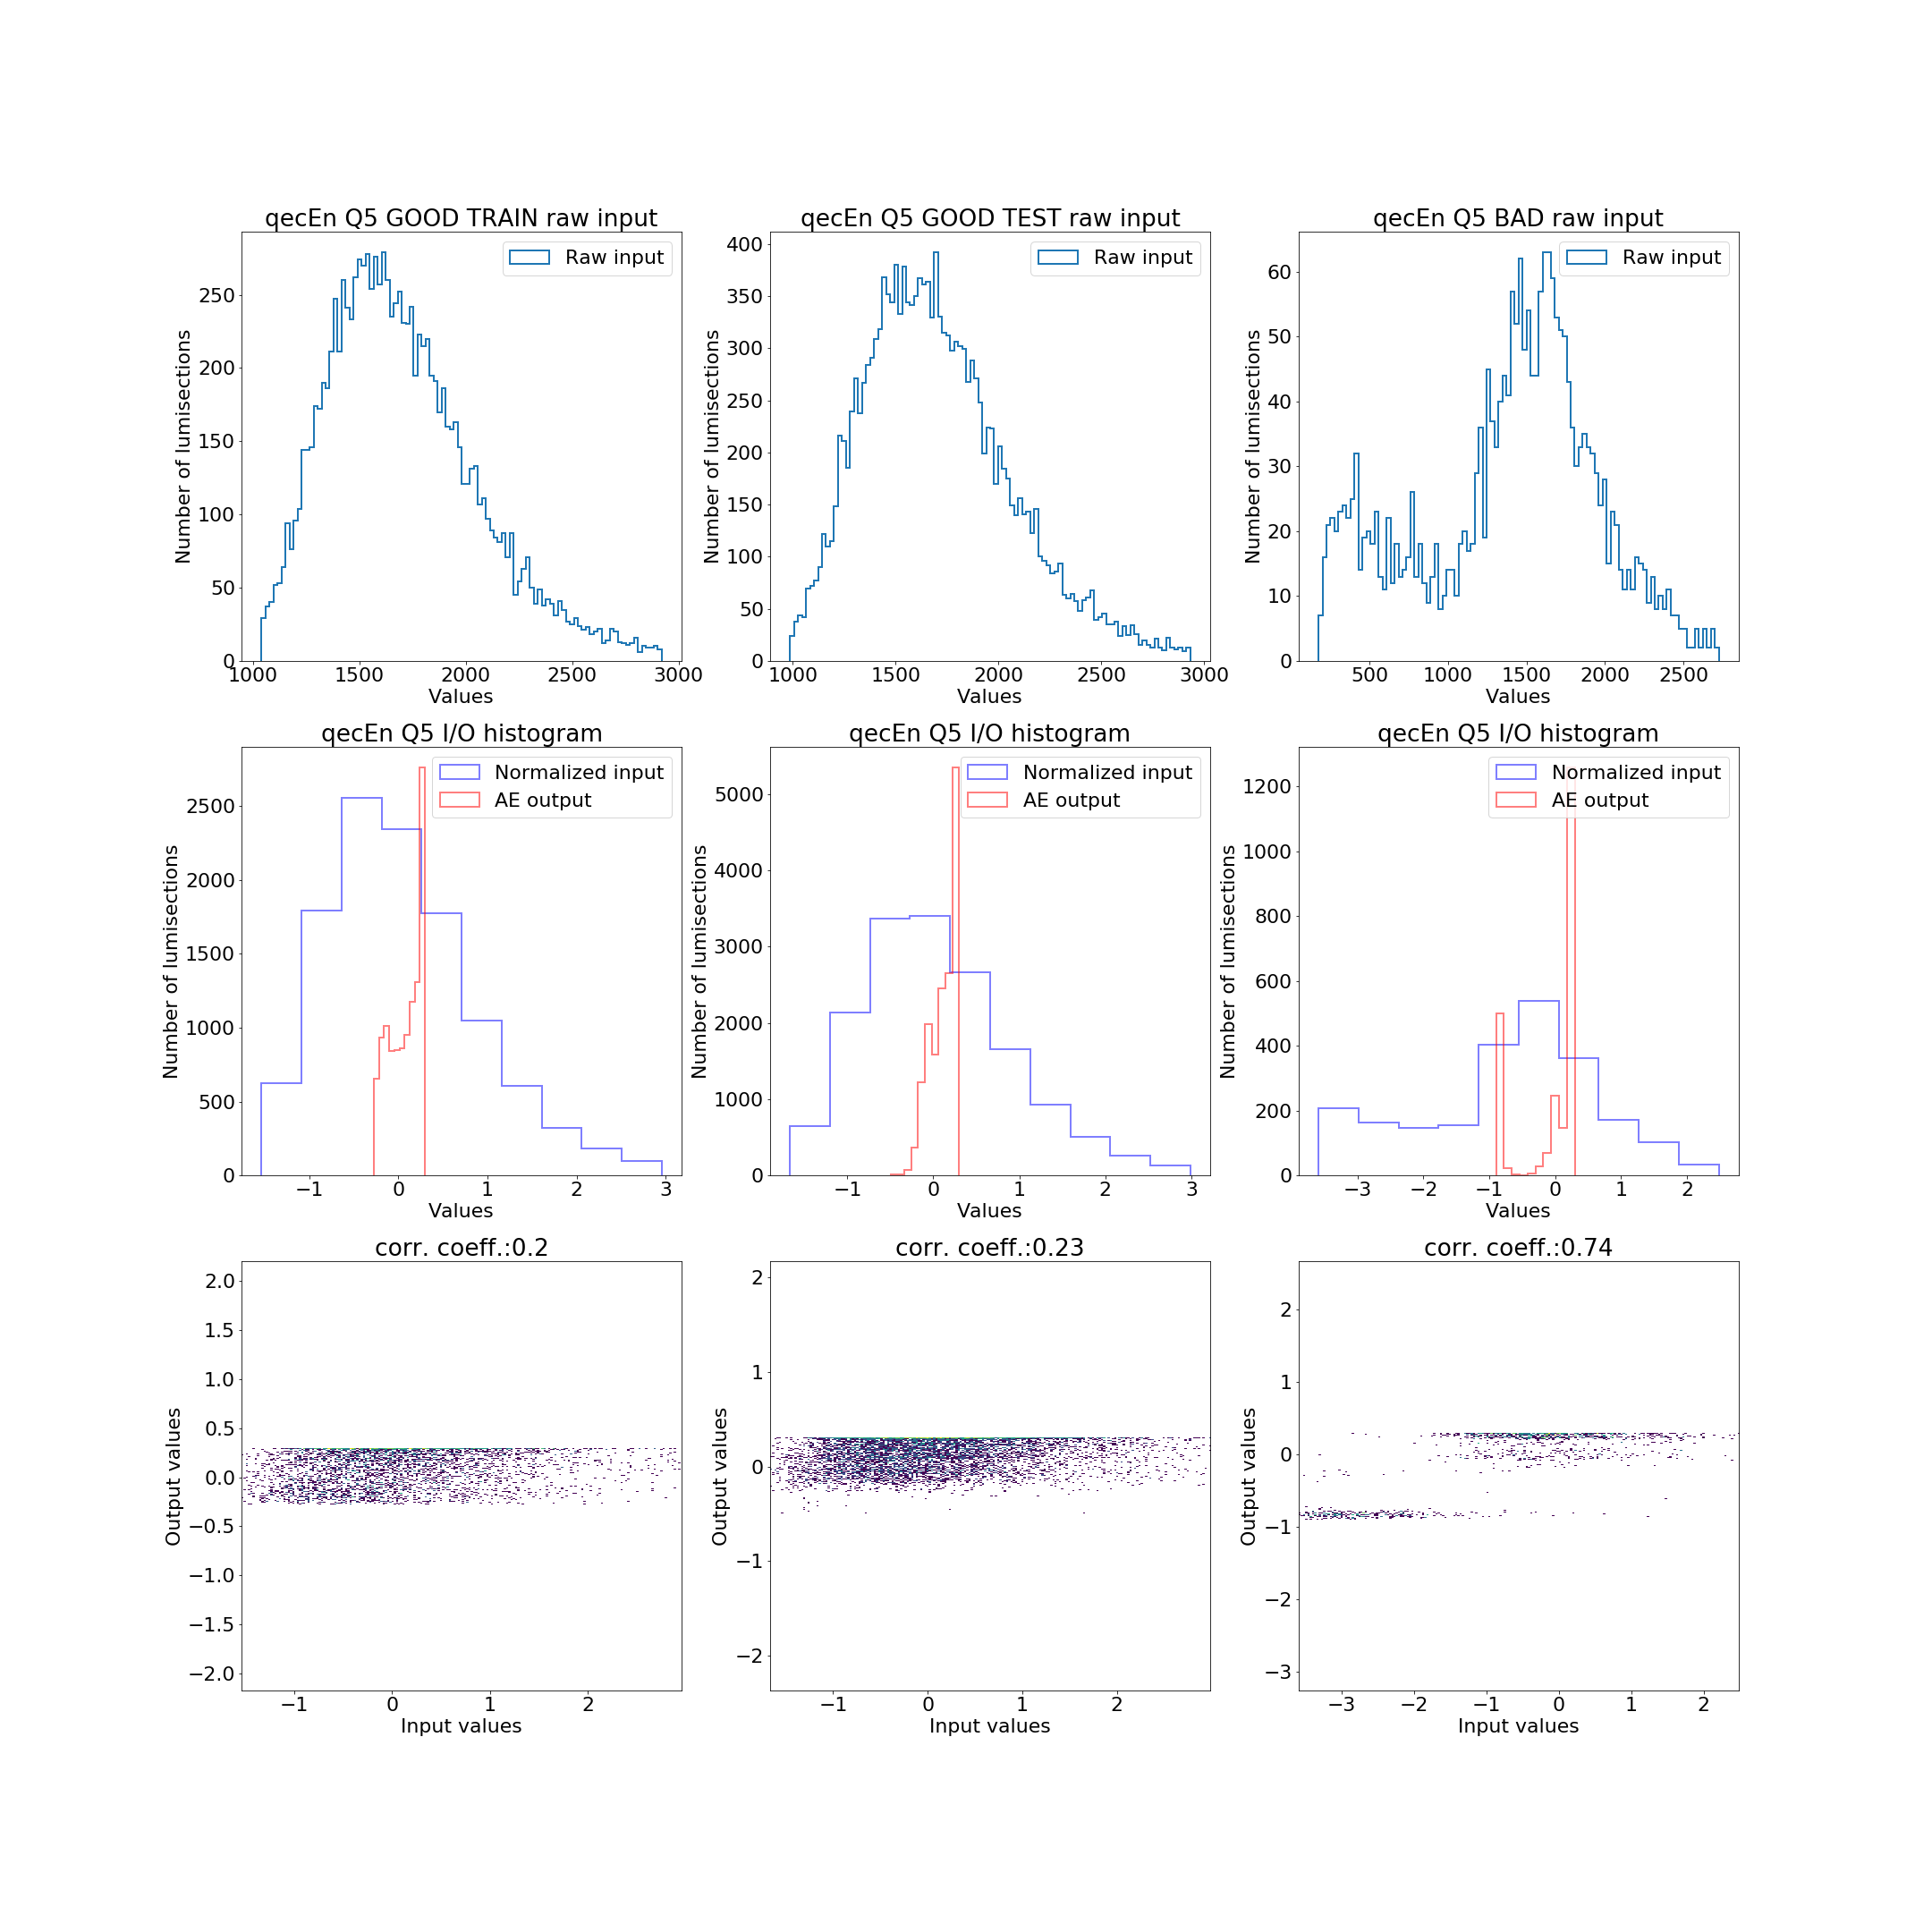 qecEn Q5 GOOD TRAIN raw input
Raw input
Number of lumisections
0
50
100
150
200
250
1000
1500
2000
2500
3000
Values
qecEn Q5 GOOD TEST raw input
Raw input
Number of lumisections
0
50
100
150
200
250
300
350
400
1000
1500
2000
2500
3000
Values
qecEn Q5 BAD raw input
Raw input
Number of lumisections
0
10
20
30
40
50
60
500
1000
1500
2000
2500
Values
qecEn Q5 I/O histogram
Normalized input
AE output
Number of lumisections
0
500
1000
1500
2000
2500
−1
0
1
2
3
Values
qecEn Q5 I/O histogram
Normalized input
AE output
Number of lumisections
0
1000
2000
3000
4000
5000
−1
0
1
2
3
Values
qecEn Q5 I/O histogram
Normalized input
AE output
Number of lumisections
0
200
400
600
800
1000
1200
−3
−2
−1
0
1
2
Values
corr. coeff.:0.2
Output values
2.0
1.5
1.0
0.5
0.0
−0.5
−1.0
−1.5
−2.0
−1
0
1
2
Input values
corr. coeff.:0.23
Output values
2
1
0
−1
−2
−1
0
1
2
Input values
corr. coeff.:0.74
Output values
2
1
0
−1
−2
−3
−3
−2
−1
0
1
2
Input values